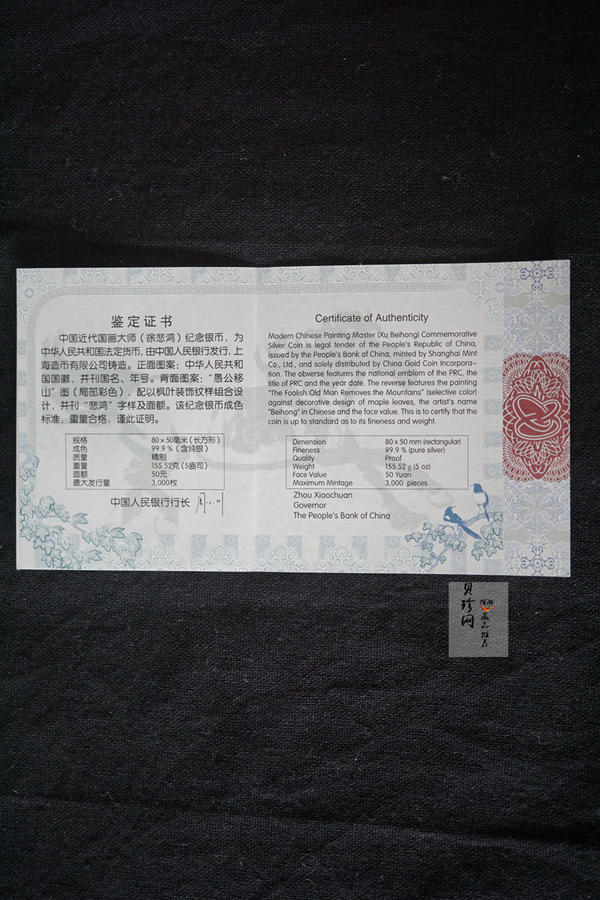 鉴定证书
中国近代国画大师（徐悲鸿）纪念银币，为
中华人民共和国法定货币，由中国人民银行发行，上
海造币有限公司铸造。正面图案：中华人民共和
国国徽，并刊国名、年号。背面图案：“愚公移
山”图（局部彩色），配以枫叶装饰纹样组合设
计，并刊“悲鸿”字样及面额。该纪念银币成色
标准，重量合格，谨此证明。
规格 80×50毫米（长方形）
成色 99.9％（含纯银）
质量 精制
重量 155.52克（5盎司）
面额 50元
最大发行量 3,000枚
中国人民银行行长
Certificate of Authenticity
Modern Chinese Painting Master (Xu Beihong) Commemorative
Silver Coin is legal tender of the People's Republic of China,
issued by the People's Bank of China, minted by Shanghai Mint
Co., Ltd., and solely distributed by China Gold Coin Incorpora-
tion. The obverse features the national emblem of the PRC, the
title of PRC and the year date. The reverse features the painting
"The Foolish Old Man Removes the Mountains" (selective color)
against decorative design of maple leaves, the artist's name
"Beihong" in Chinese and the face value. This is to certify that the
coin is up to standard as to its fineness and weight.
Dimension 80×50 mm (rectangular)
Fineness 99.9% (pure silver)
Quality Proof
Weight 155.52 g (5 oz)
Face Value 50 Yuan
Maximum Mintage 3,000 pieces
Zhou Xiaochuan
Governor
The People's Bank of China
贝珍网
藏品推荐